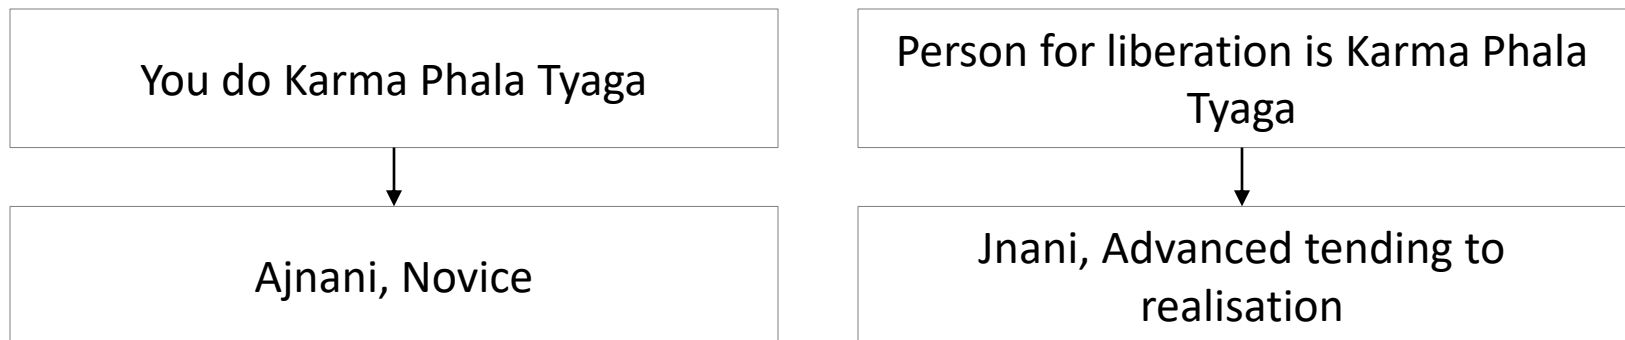 You do Karma Phala Tyaga
Ajnani, Novice
Person for liberation is Karma Phala
Tyaga
Jnani, Advanced tending to
realisation